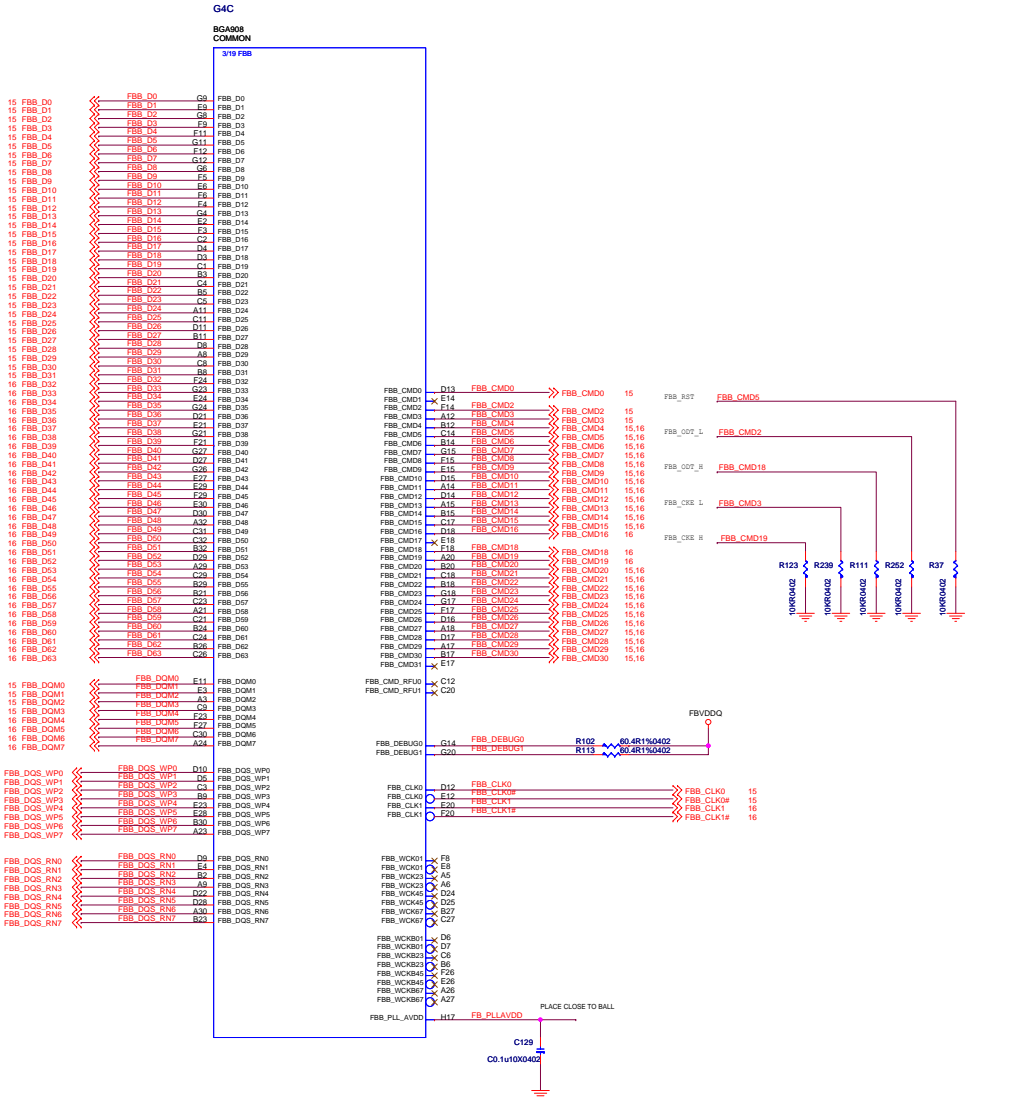 G4C
BGA908
COMMON
3/19 FBB
15 FBB_D0 FBB_D0 G9 FBB_D0
15 FBB_D1 FBB_D1 E9 FBB_D1
15 FBB_D2 FBB_D2 G8 FBB_D2
15 FBB_D3 FBB_D3 F9 FBB_D3
15 FBB_D4 FBB_D4 F11 FBB_D4
15 FBB_D5 FBB_D5 G11 FBB_D5
15 FBB_D6 FBB_D6 F12 FBB_D6
15 FBB_D7 FBB_D7 G12 FBB_D7
15 FBB_D8 FBB_D8 G6 FBB_D8
15 FBB_D9 FBB_D9 F5 FBB_D9
15 FBB_D10 FBB_D10 E6 FBB_D10
15 FBB_D11 FBB_D11 F6 FBB_D11
15 FBB_D12 FBB_D12 F4 FBB_D12
15 FBB_D13 FBB_D13 G4 FBB_D13
15 FBB_D14 FBB_D14 E2 FBB_D14
15 FBB_D15 FBB_D15 F3 FBB_D15
15 FBB_D16 FBB_D16 C2 FBB_D16
15 FBB_D17 FBB_D17 D4 FBB_D17
15 FBB_D18 FBB_D18 D3 FBB_D18
15 FBB_D19 FBB_D19 C1 FBB_D19
15 FBB_D20 FBB_D20 B3 FBB_D20
15 FBB_D21 FBB_D21 C4 FBB_D21
15 FBB_D22 FBB_D22 B5 FBB_D22
15 FBB_D23 FBB_D23 C5 FBB_D23
15 FBB_D24 FBB_D24 A11 FBB_D24
15 FBB_D25 FBB_D25 C11 FBB_D25
15 FBB_D26 FBB_D26 D11 FBB_D26
15 FBB_D27 FBB_D27 B11 FBB_D27
15 FBB_D28 FBB_D28 D8 FBB_D28
15 FBB_D29 FBB_D29 A8 FBB_D29
15 FBB_D30 FBB_D30 C8 FBB_D30
15 FBB_D31 FBB_D31 B8 FBB_D31
16 FBB_D32 FBB_D32 F24 FBB_D32
16 FBB_D33 FBB_D33 G23 FBB_D33
16 FBB_D34 FBB_D34 E24 FBB_D34
16 FBB_D35 FBB_D35 G24 FBB_D35
16 FBB_D36 FBB_D36 D21 FBB_D36
16 FBB_D37 FBB_D37 E21 FBB_D37
16 FBB_D38 FBB_D38 G21 FBB_D38
16 FBB_D39 FBB_D39 F21 FBB_D39
16 FBB_D40 FBB_D40 G27 FBB_D40
16 FBB_D41 FBB_D41 D27 FBB_D41
16 FBB_D42 FBB_D42 G26 FBB_D42
16 FBB_D43 FBB_D43 E27 FBB_D43
16 FBB_D44 FBB_D44 E29 FBB_D44
16 FBB_D45 FBB_D45 F29 FBB_D45
16 FBB_D46 FBB_D46 E30 FBB_D46
16 FBB_D47 FBB_D47 D30 FBB_D47
16 FBB_D48 FBB_D48 A32 FBB_D48
16 FBB_D49 FBB_D49 C31 FBB_D49
16 FBB_D50 FBB_D50 C32 FBB_D50
16 FBB_D51 FBB_D51 B32 FBB_D51
16 FBB_D52 FBB_D52 D29 FBB_D52
16 FBB_D53 FBB_D53 A29 FBB_D53
16 FBB_D54 FBB_D54 C29 FBB_D54
16 FBB_D55 FBB_D55 B29 FBB_D55
16 FBB_D56 FBB_D56 B21 FBB_D56
16 FBB_D57 FBB_D57 C23 FBB_D57
16 FBB_D58 FBB_D58 A21 FBB_D58
16 FBB_D59 FBB_D59 C21 FBB_D59
16 FBB_D60 FBB_D60 B24 FBB_D60
16 FBB_D61 FBB_D61 C24 FBB_D61
16 FBB_D62 FBB_D62 B26 FBB_D62
16 FBB_D63 FBB_D63 C26 FBB_D63
15 FBB_DQM0 FBB_DQM0 E11 FBB_DQM0
15 FBB_DQM1 FBB_DQM1 E3 FBB_DQM1
15 FBB_DQM2 FBB_DQM2 A3 FBB_DQM2
15 FBB_DQM3 FBB_DQM3 C9 FBB_DQM3
16 FBB_DQM4 FBB_DQM4 F23 FBB_DQM4
16 FBB_DQM5 FBB_DQM5 F27 FBB_DQM5
16 FBB_DQM6 FBB_DQM6 C30 FBB_DQM6
16 FBB_DQM7 FBB_DQM7 A24 FBB_DQM7
FBB_DQS_WP0 FBB_DQS_WP0 D10 FBB_DQS_WP0
FBB_DQS_WP1 FBB_DQS_WP1 D5 FBB_DQS_WP1
FBB_DQS_WP2 FBB_DQS_WP2 C3 FBB_DQS_WP2
FBB_DQS_WP3 FBB_DQS_WP3 B9 FBB_DQS_WP3
FBB_DQS_WP4 FBB_DQS_WP4 E23 FBB_DQS_WP4
FBB_DQS_WP5 FBB_DQS_WP5 E28 FBB_DQS_WP5
FBB_DQS_WP6 FBB_DQS_WP6 B30 FBB_DQS_WP6
FBB_DQS_WP7 FBB_DQS_WP7 A23 FBB_DQS_WP7
FBB_DQS_RN0 FBB_DQS_RN0 D9 FBB_DQS_RN0
FBB_DQS_RN1 FBB_DQS_RN1 E4 FBB_DQS_RN1
FBB_DQS_RN2 FBB_DQS_RN2 B2 FBB_DQS_RN2
FBB_DQS_RN3 FBB_DQS_RN3 A9 FBB_DQS_RN3
FBB_DQS_RN4 FBB_DQS_RN4 D22 FBB_DQS_RN4
FBB_DQS_RN5 FBB_DQS_RN5 D28 FBB_DQS_RN5
FBB_DQS_RN6 FBB_DQS_RN6 A30 FBB_DQS_RN6
FBB_DQS_RN7 FBB_DQS_RN7 B23 FBB_DQS_RN7
FBB_CMD0 D13 FBB_CMD0 FBB_CMD0 15
FBB_CMD1 E14
FBB_CMD2 F14 FBB_CMD2 FBB_CMD2 15
FBB_CMD3 A12 FBB_CMD3 FBB_CMD3 15
FBB_CMD4 B12 FBB_CMD4 FBB_CMD4 15,16
FBB_CMD5 C14 FBB_CMD5 FBB_CMD5 15,16
FBB_CMD6 B14 FBB_CMD6 FBB_CMD6 15,16
FBB_CMD7 G15 FBB_CMD7 FBB_CMD7 15,16
FBB_CMD8 F15 FBB_CMD8 FBB_CMD8 15,16
FBB_CMD9 E15 FBB_CMD9 FBB_CMD9 15,16
FBB_CMD10 D15 FBB_CMD10 FBB_CMD10 15,16
FBB_CMD11 A14 FBB_CMD11 FBB_CMD11 15,16
FBB_CMD12 D14 FBB_CMD12 FBB_CMD12 15,16
FBB_CMD13 A15 FBB_CMD13 FBB_CMD13 15,16
FBB_CMD14 B15 FBB_CMD14 FBB_CMD14 15,16
FBB_CMD15 C17 FBB_CMD15 FBB_CMD15 15,16
FBB_CMD16 D18 FBB_CMD16 FBB_CMD16 16
FBB_CMD17 E18
FBB_CMD18 F18 FBB_CMD18 FBB_CMD18 16
FBB_CMD19 A20 FBB_CMD19 FBB_CMD19 16
FBB_CMD20 B20 FBB_CMD20 FBB_CMD20 15,16
FBB_CMD21 C18 FBB_CMD21 FBB_CMD21 15,16
FBB_CMD22 B18 FBB_CMD22 FBB_CMD22 15,16
FBB_CMD23 G18 FBB_CMD23 FBB_CMD23 15,16
FBB_CMD24 G17 FBB_CMD24 FBB_CMD24 15,16
FBB_CMD25 F17 FBB_CMD25 FBB_CMD25 15,16
FBB_CMD26 D16 FBB_CMD26 FBB_CMD26 15,16
FBB_CMD27 A18 FBB_CMD27 FBB_CMD27 15,16
FBB_CMD28 D17 FBB_CMD28 FBB_CMD28 15,16
FBB_CMD29 A17 FBB_CMD29 FBB_CMD29 15,16
FBB_CMD30 B17 FBB_CMD30 FBB_CMD30 15,16
FBB_CMD31 E17
FBB_CMD_RFU0 C12
FBB_CMD_RFU1 C20
FBB_DEBUG0 G14 FBB_DEBUG0 R102 60.4R1%0402
FBB_DEBUG1 G20 FBB_DEBUG1 R113 60.4R1%0402
FBVDDQ
FBB_CLK0 D12 FBB_CLK0 FBB_CLK0 15
FBB_CLK0 E12 FBB_CLK0# FBB_CLK0# 15
FBB_CLK1 E20 FBB_CLK1 FBB_CLK1 16
FBB_CLK1 F20 FBB_CLK1# FBB_CLK1# 16
FBB_WCK01 F8
FBB_WCK01 E8
FBB_WCK23 A5
FBB_WCK23 A6
FBB_WCK45 D24
FBB_WCK45 D25
FBB_WCK67 B27
FBB_WCK67 C27
FBB_WCKB01 D6
FBB_WCKB01 D7
FBB_WCKB23 C6
FBB_WCKB23 B6
FBB_WCKB45 F26
FBB_WCKB45 E26
FBB_WCKB67 A26
FBB_WCKB67 A27
FBB_PLL_AVDD H17 FB_PLLAVDD
PLACE CLOSE TO BALL
C129
C0.1u10X0402
FBB_RST FBB_CMD5
FBB_ODT_L FBB_CMD2
FBB_ODT_H FBB_CMD18
FBB_CKE L FBB_CMD3
FBB_CKE H FBB_CMD19
R123 R239 R111 R252 R37
10KR0402 10KR0402 10KR0402 10KR0402 10KR0402